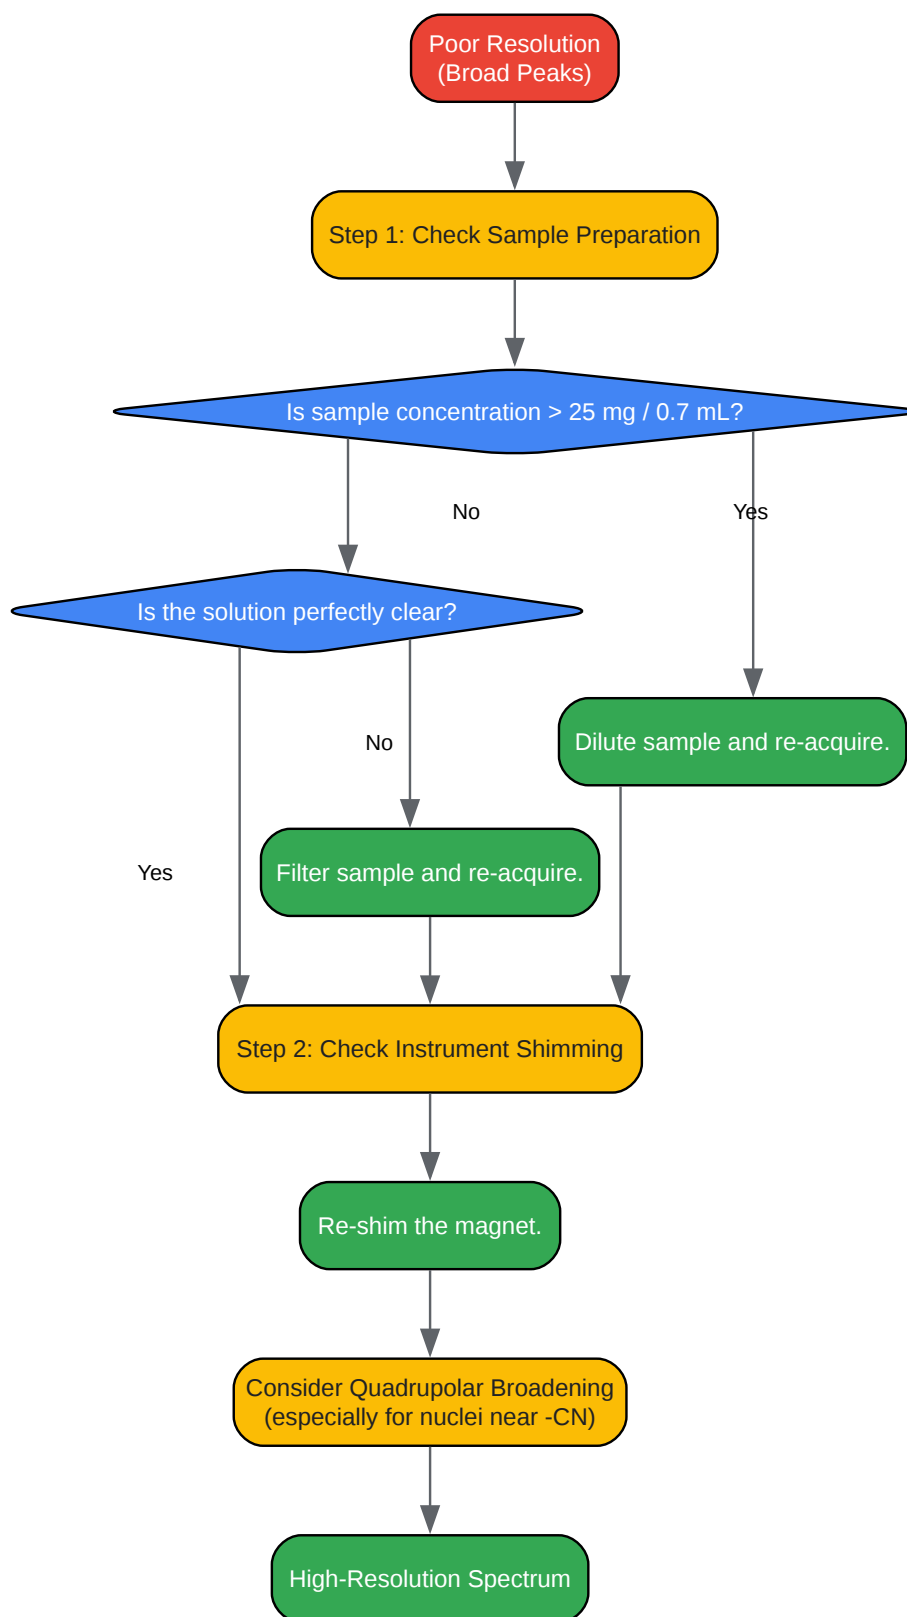 Poor Resolution
(Broad Peaks)
Step 1: Check Sample Preparation
Is sample concentration > 25 mg / 0.7 mL?
No
Yes
Is the solution perfectly clear?
No
Dilute sample and re-acquire.
Yes
Filter sample and re-acquire.
Step 2: Check Instrument Shimming
Re-shim the magnet.
Consider Quadrupolar Broadening
(especially for nuclei near -CN)
High-Resolution Spectrum